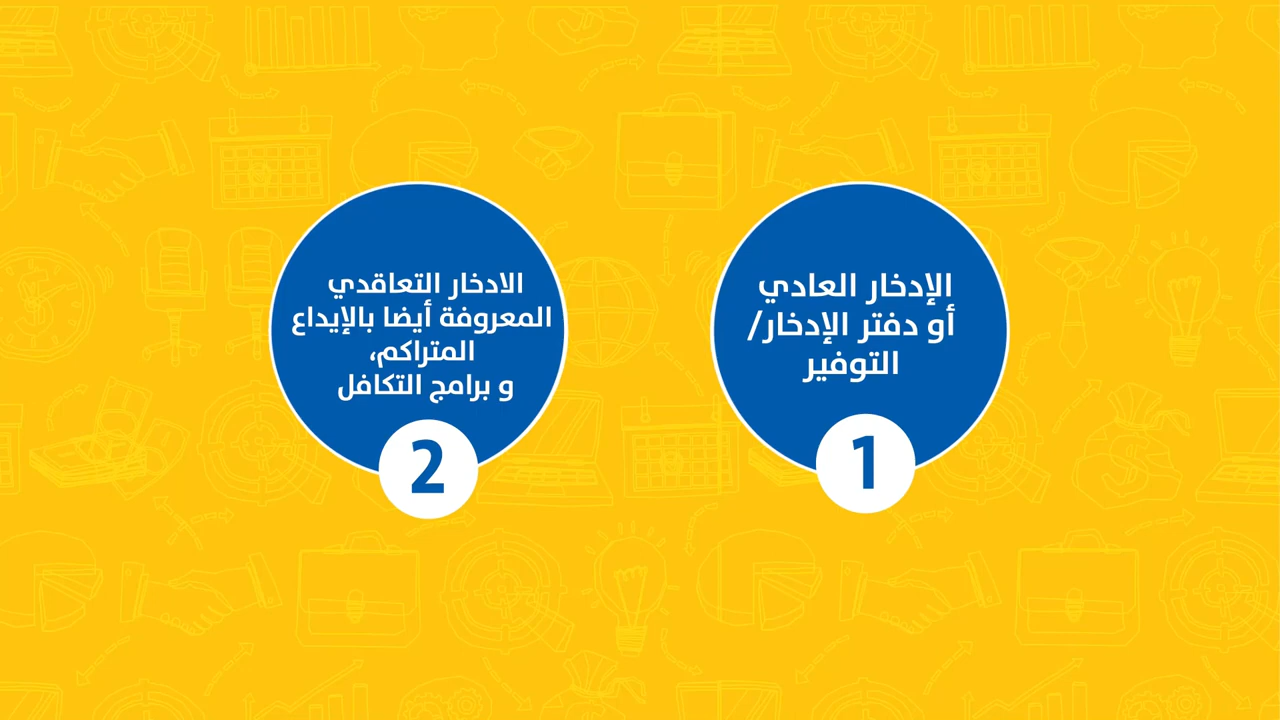 الإدخار العادي
أو دفتر الإدخار/
التوفير
1
الادخار التعاقدي
المعروفة أيضا بالإيداع
المتراكم،
و برامج التكافل
2